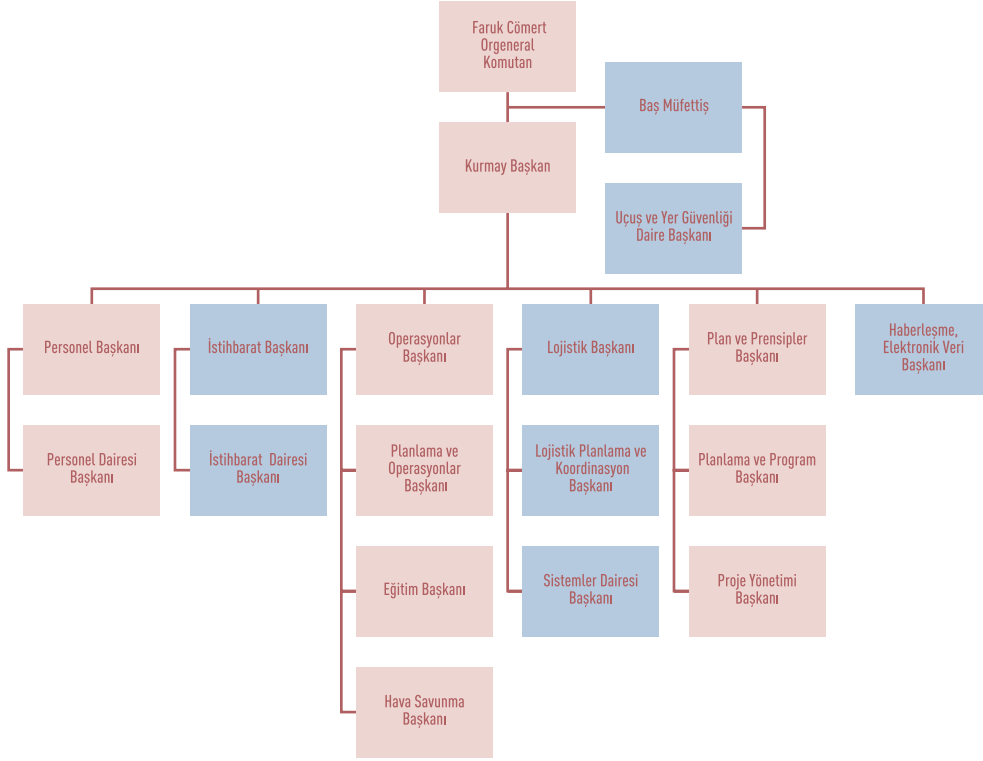 Faruk Cömert
Orgeneral
Komutan
Baş Müfettiş
Kurmay Başkan
Uçuş ve Yer Güvenliği
Daire Başkanı
Personel Başkanı
İstihbarat Başkanı
Operasyonlar
Başkanı
Lojistik Başkanı
Plan ve Prensipler
Başkanı
Haberleşme,
Elektronik Veri
Başkanı
Personel Dairesi
Başkanı
İstihbarat Dairesi
Başkanı
Planlama ve
Operasyonlar
Başkanı
Lojistik Planlama ve
Koordinasyon
Başkanı
Planlama ve Program
Başkanı
Eğitim Başkanı
Sistemler Dairesi
Başkanı
Proje Yönetimi
Başkanı
Hava Savunma
Başkanı